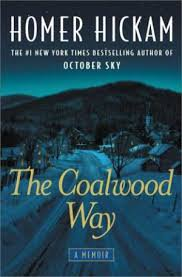 HOMER HICKAM
THE #1 NEW YORK TIMES BESTSELLING AUTHOR OF
OCTOBER SKY
The Coalwood
Way
A MEMOIR